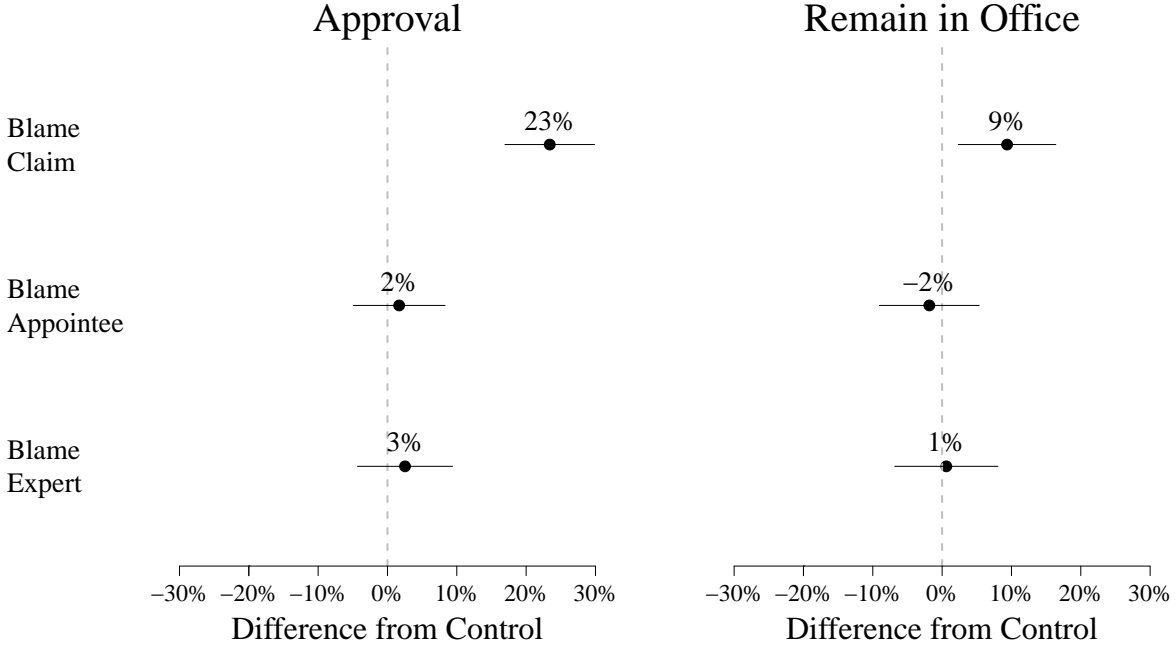 Approval
Remain in Office
Blame
Claim
23%
9%
Blame
Appointee
2%
−2%
Blame
Expert
3%
1%
−30% −20% −10% 0% 10% 20% 30%
−30% −20% −10% 0% 10% 20% 30%
Difference from Control
Difference from Control